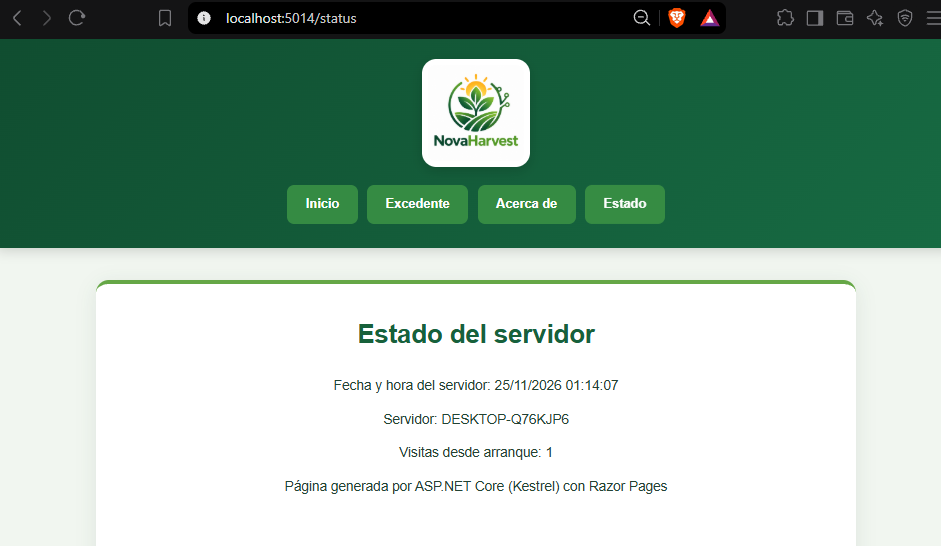 localhost:5014/status
NovaHarvest
Inicio
Excedente
Acerca de
Estado
Estado del servidor
Fecha y hora del servidor: 25/11/2026 01:14:07
Servidor: DESKTOP-Q76KJP6
Visitas desde arranque: 1
Página generada por ASP.NET Core (Kestrel) con Razor Pages